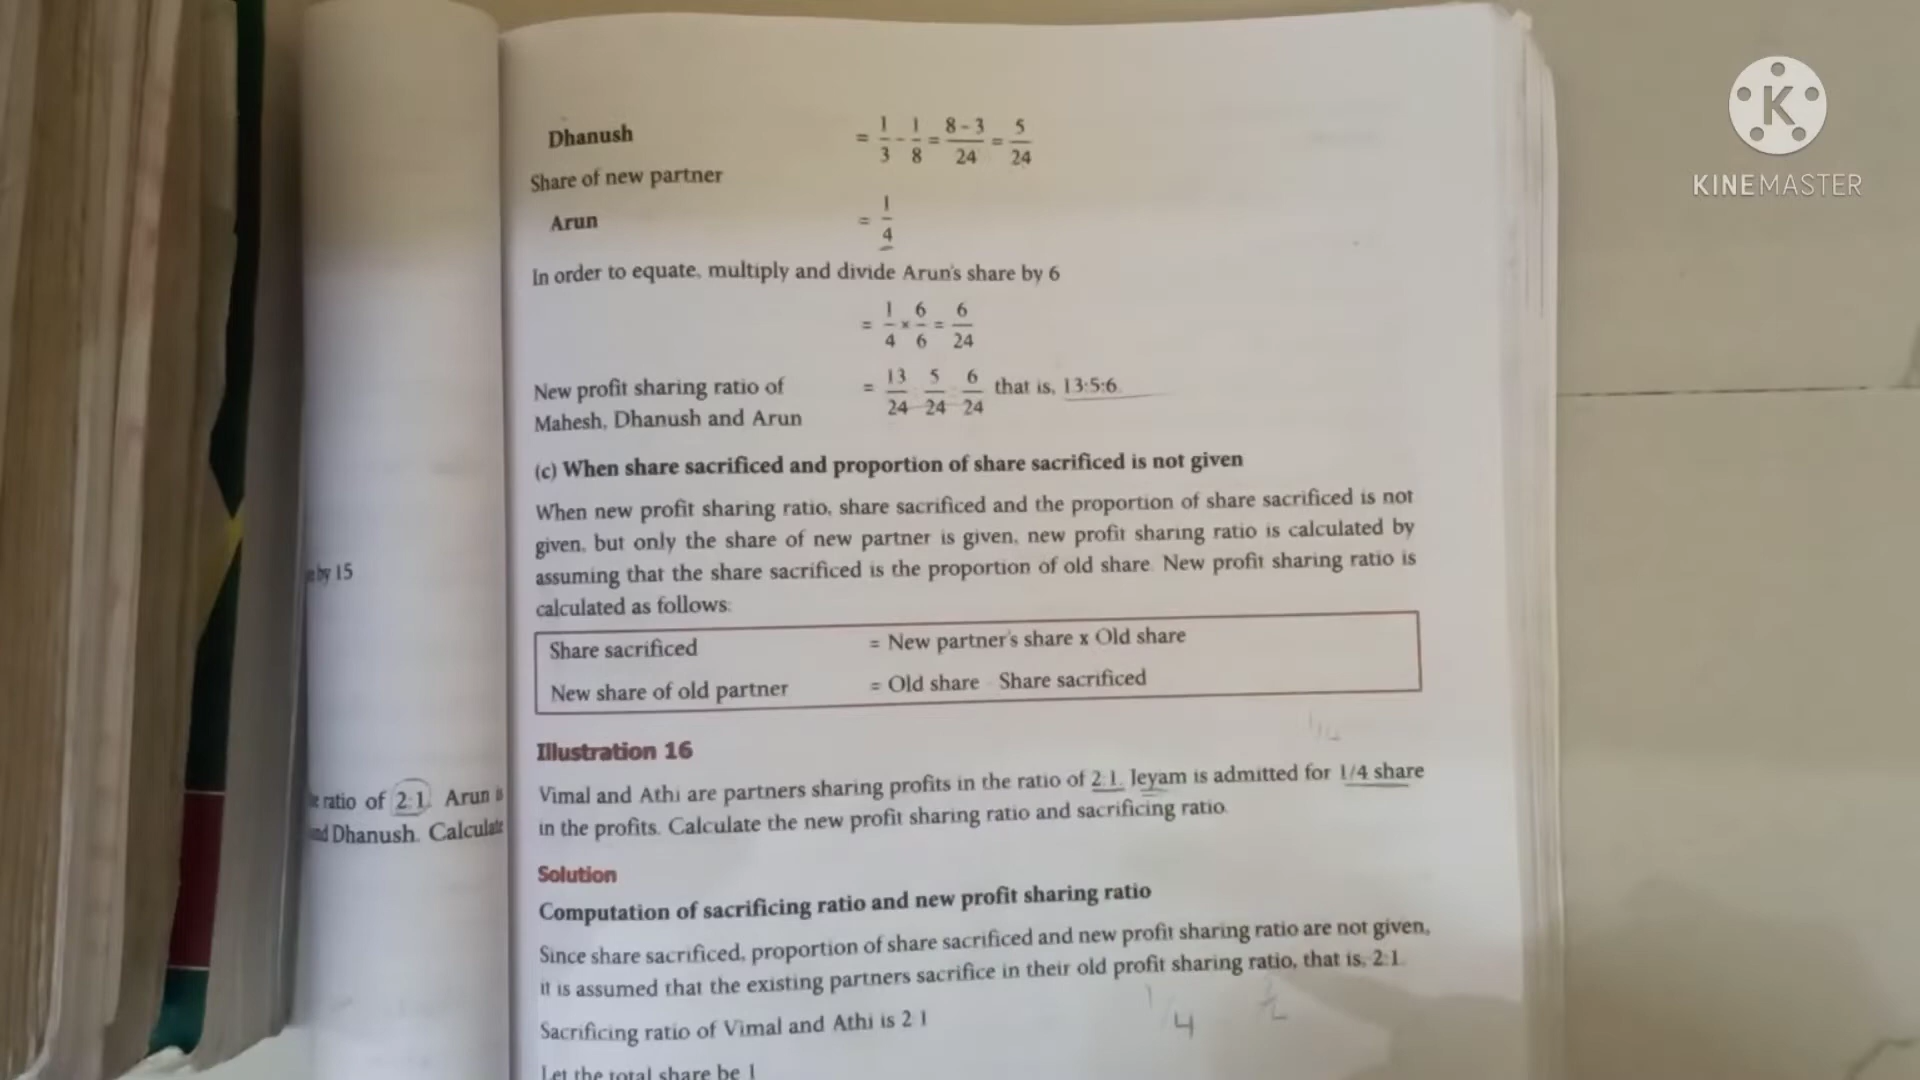 Dhanush = 1/3 - 1/8 = 8 - 3/24 = 5/24
Share of new partner
Arun = 1/4
In order to equate, multiply and divide Arun's share by 6
= 1/4 × 6/6 = 6/24
New profit sharing ratio of = 13/24 5/24 6/24 that is, 13:5:6
Mahesh, Dhanush and Arun
(c) When share sacrificed and proportion of share sacrificed is not given
When new profit sharing ratio, share sacrificed and the proportion of share sacrificed is not
given, but only the share of new partner is given, new profit sharing ratio is calculated by
assuming that the share sacrificed is the proportion of old share. New profit sharing ratio is
calculated as follows:
Share sacrificed = New partner's share x Old share
New share of old partner = Old share Share sacrificed
Illustration 16
Vimal and Athi are partners sharing profits in the ratio of 2:1. Jeyam is admitted for 1/4 share
in the profits. Calculate the new profit sharing ratio and sacrificing ratio.
Solution
Computation of sacrificing ratio and new profit sharing ratio
Since share sacrificed, proportion of share sacrificed and new profit sharing ratio are not given,
it is assumed that the existing partners sacrifice in their old profit sharing ratio, that is, 2:1.
Sacrificing ratio of Vimal and Athi is 2:1
Let the total share be 1
4
by 15
ratio of 2:1. Arun is
and Dhanush. Calculate
K
KINEMASTER